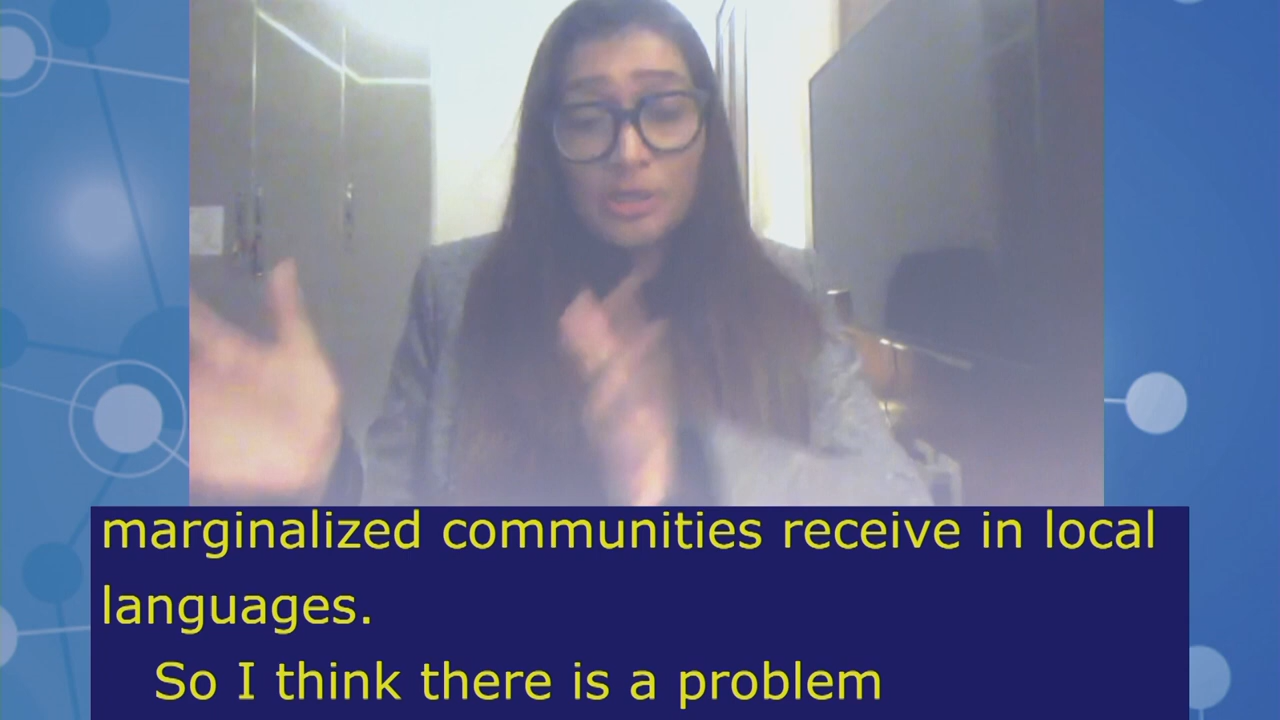 marginalized communities receive in local
languages.
So I think there is a problem